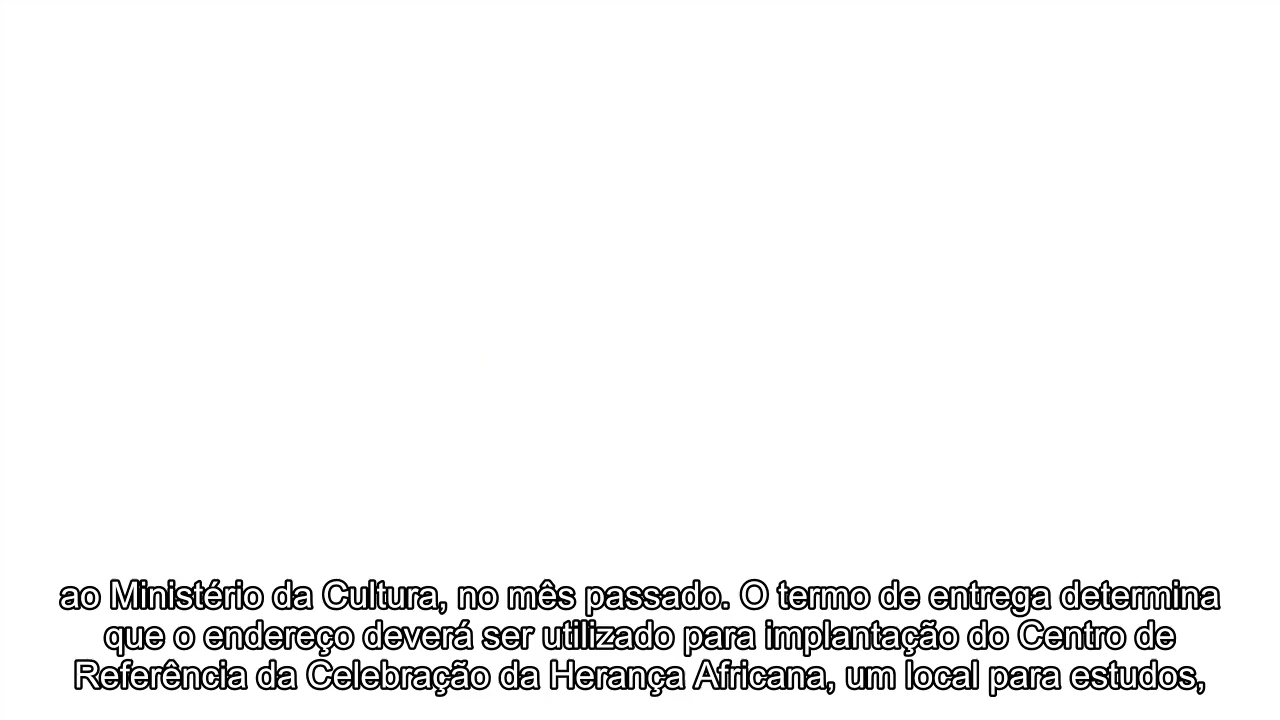 ao Ministério da Cultura, no mês passado. O termo de entrega determina
que o endereço deverá ser utilizado para implantação do Centro de
Referência da Celebração da Herança Africana, um local para estudos,